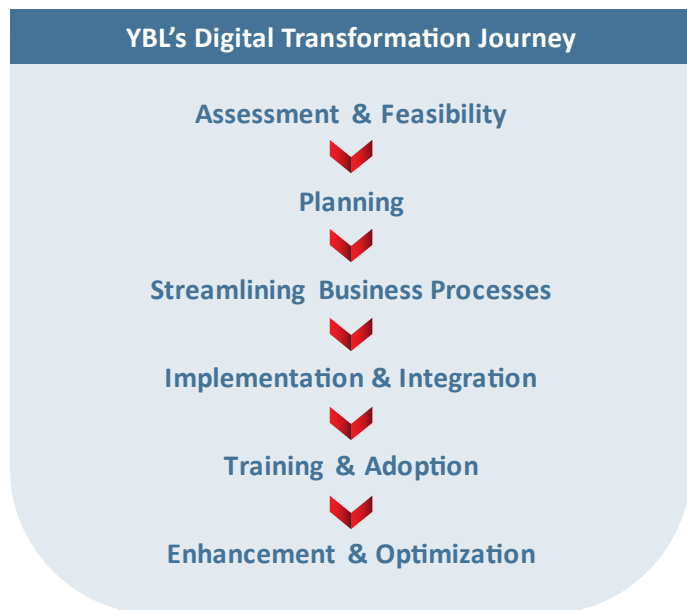 YBL’s Digital Transformation Journey
Assessment & Feasibility
Planning
Streamlining Business Processes
Implementation & Integration
Training & Adoption
Enhancement & Optimization